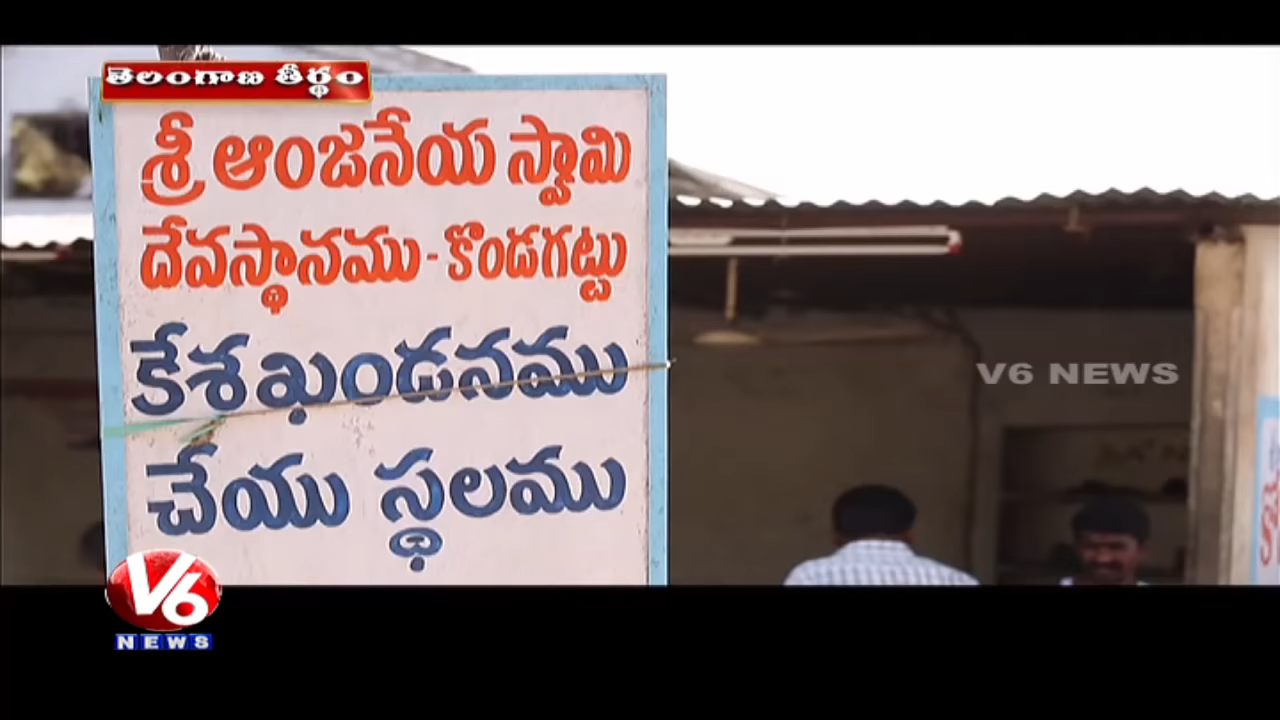 తెలంగాణ తీర్థం
శ్రీ ఆంజనేయ స్వామి
దేవస్థానము - కొండగట్టు
కేశ ఖండనము
చేయు స్థలము
V6 NEWS
V6
NEWS